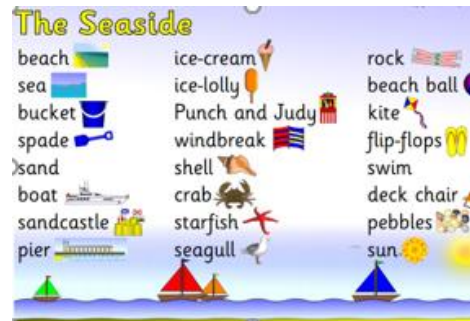 The Seaside
beach
sea
bucket
spade
sand
boat
sandcastle
pier
ice-cream
ice-lolly
Punch and Judy
windbreak
shell
crab
starfish
seagull
rock
beach ball
kite
flip-flops
swim
deck chair
pebbles
sun